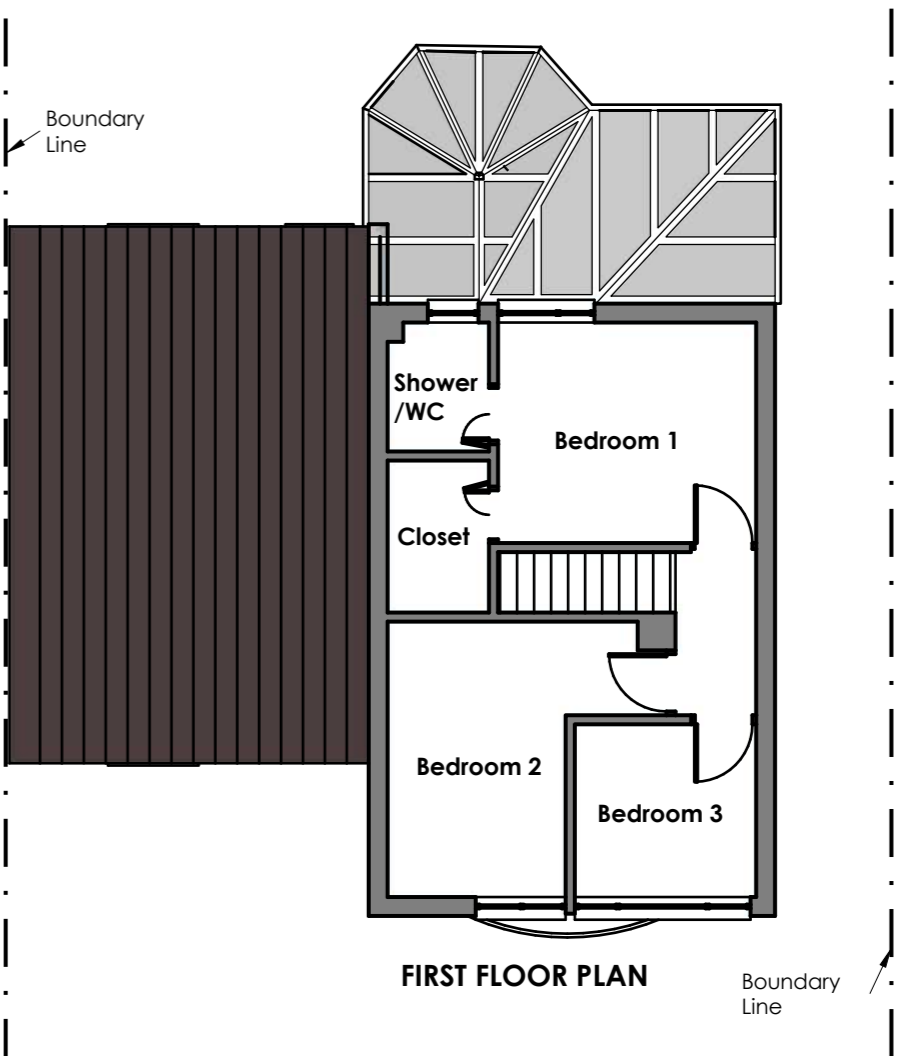 Boundary
Line
Shower
/WC
Bedroom 1
Closet
Bedroom 2
Bedroom 3
FIRST FLOOR PLAN
Boundary
Line